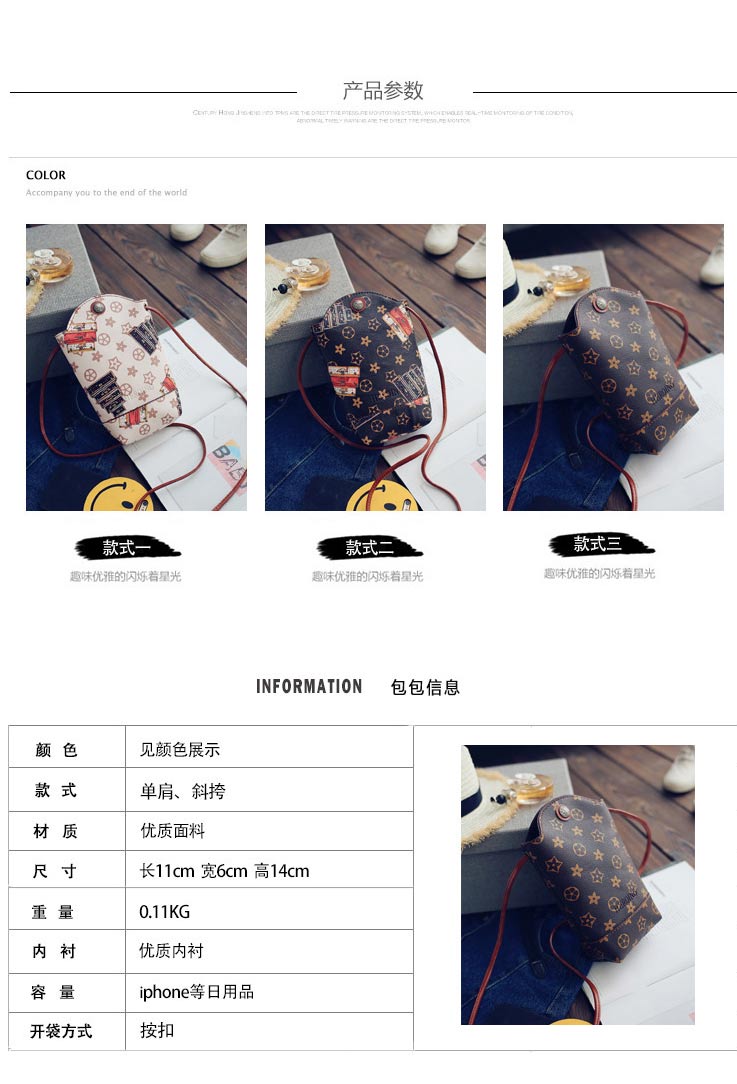 产品参数
CENTURY HONG JINGHENG INTO TPMS ARE THE DIRECT TIRE PRESSURE MONITORING SYSTEM, WHICH ENABLES REAL-TIME MONITORING OF TIRE CONDITION,
ABNORMAL TIMELY WARNING ARE THE DIRECT TIRE PRESSURE MONITOR.
COLOR
Accompany you to the end of the world
款式一 款式二 款式三
趣味优雅的闪烁着星光 趣味优雅的闪烁着星光 趣味优雅的闪烁着星光
INFORMATION 包包信息
颜 色 见颜色展示
款 式 单肩、斜挎
材 质 优质面料
尺 寸 长11cm 宽6cm 高14cm
重 量 0.11KG
内 衬 优质内衬
容 量 iphone等日用品
开袋方式 按扣